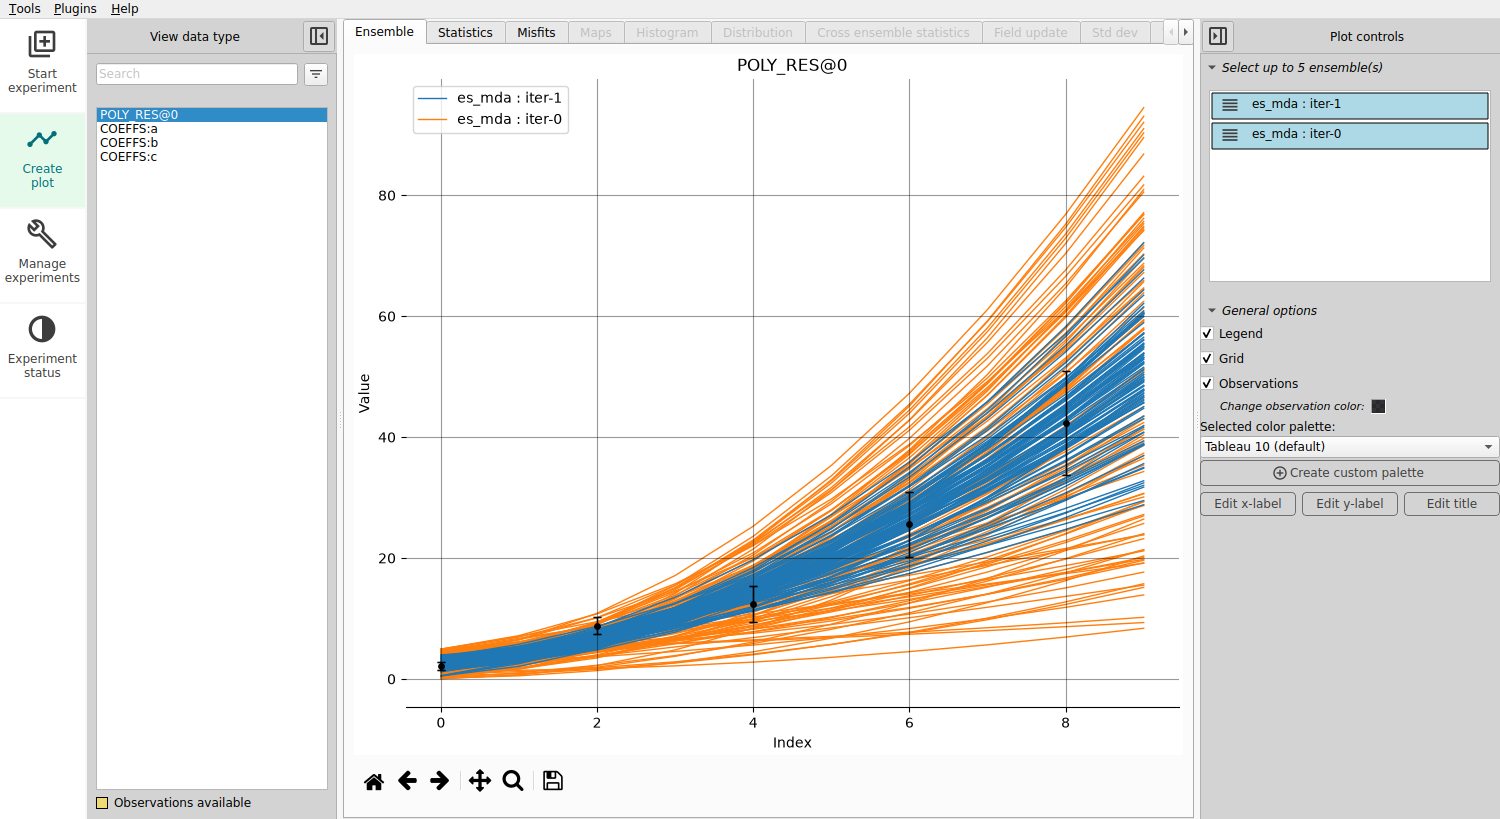 Tools Plugins Help
Start
experiment
Create
plot
Manage
experiments
Experiment
status
View data type
Search
POLY_RES@0
COEFFS:a
COEFFS:b
COEFFS:c
Observations available
Ensemble Statistics Misfits Maps Histogram Distribution Cross ensemble statistics Field update Std dev
POLY_RES@0
es_mda : iter-1
es_mda : iter-0
80
60
40
20
0
Value
0 2 4 6 8
Index
Plot controls
Select up to 5 ensemble(s)
es_mda : iter-1
es_mda : iter-0
General options
Legend
Grid
Observations
Change observation color:
Selected color palette:
Tableau 10 (default)
Create custom palette
Edit x-label Edit y-label Edit title